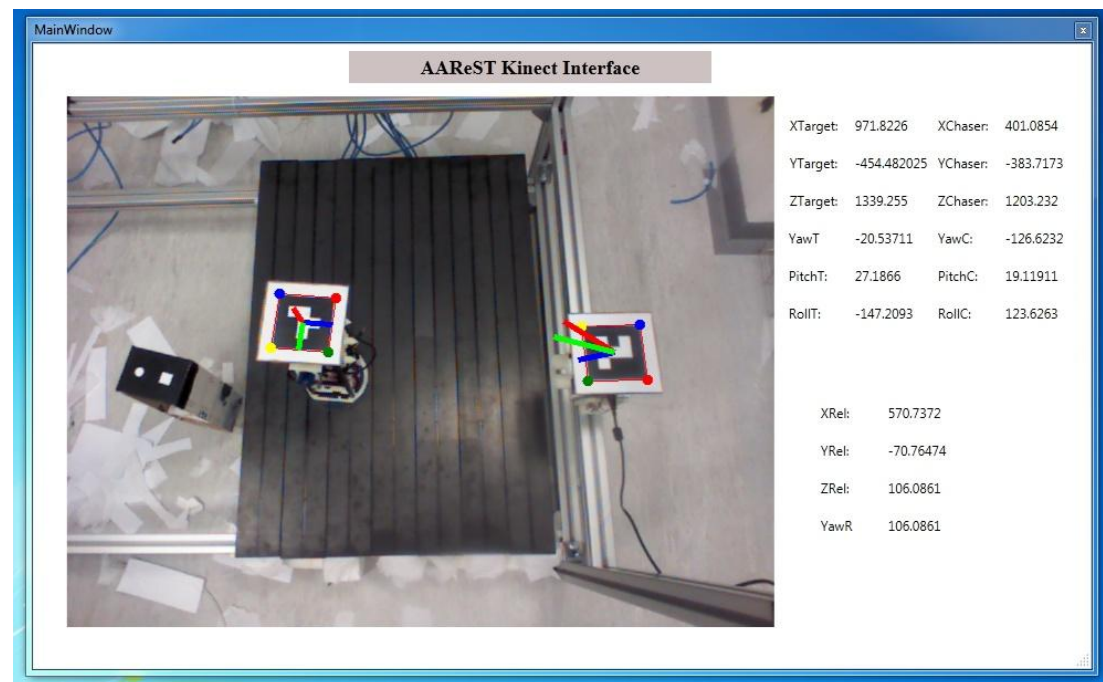 MainWindow
AAReST Kinect Interface
XTarget: 971.8226 XChaser: 401.0854
YTarget: -454.482025 YChaser: -383.7173
ZTarget: 1339.255 ZChaser: 1203.232
YawT -20.53711 YawC: -126.6232
PitchT: 27.1866 PitchC: 19.11911
RollT: -147.2093 RollC: 123.6263
XRel: 570.7372
YRel: -70.76474
ZRel: 106.0861
YawR 106.0861